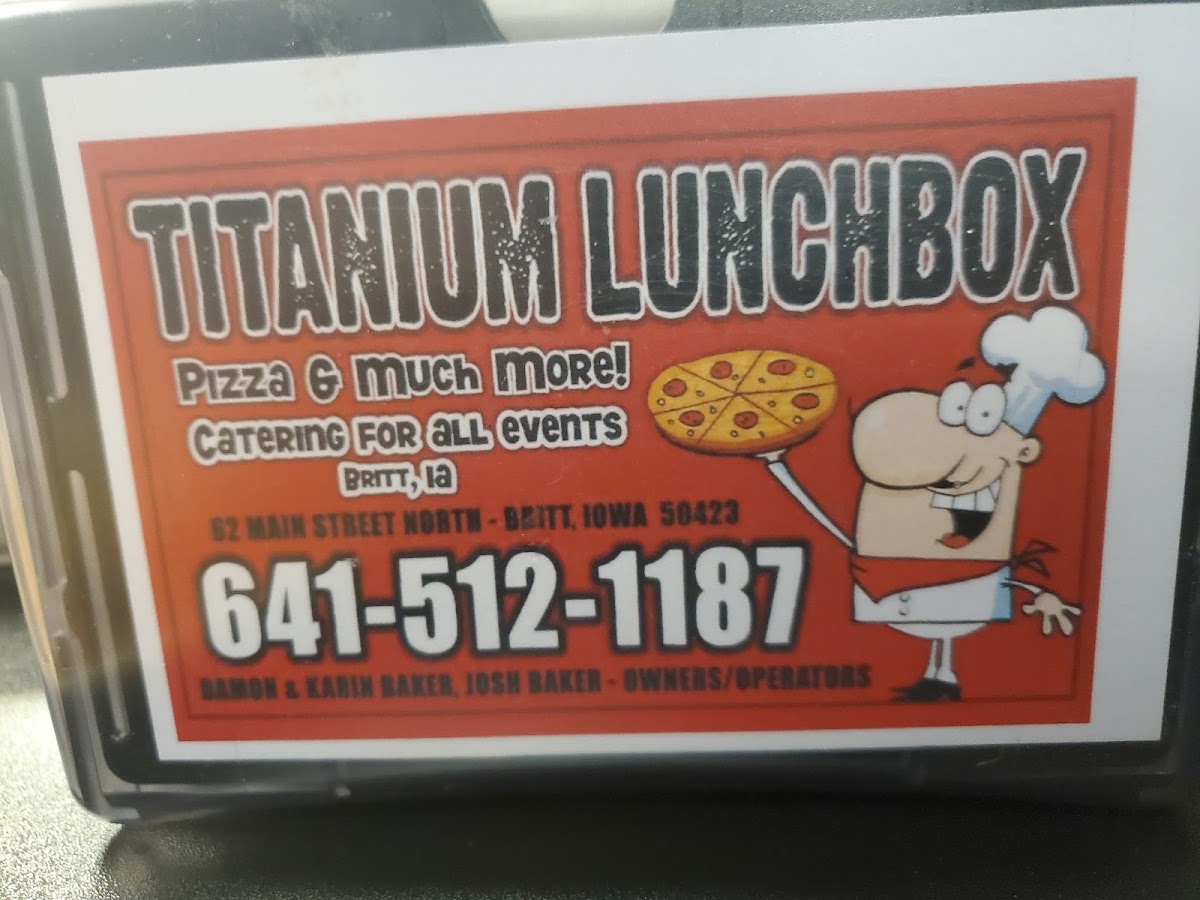 TITANIUM LUNCHBOX
Pizza & Much More!
Catering for all events
Britt, IA
62 MAIN STREET NORTH - BRITT, IOWA 50423
641-512-1187
DAMON & KARIN BAKER, JOSH BAKER - OWNERS/OPERATORS